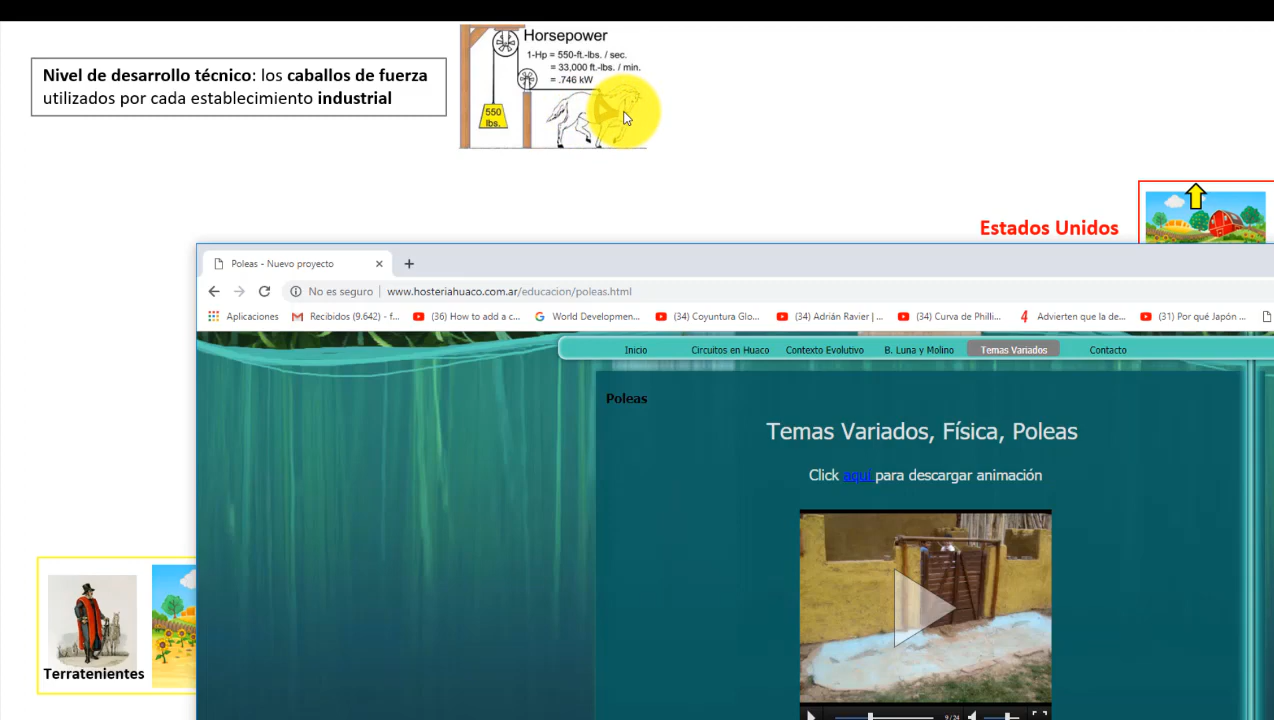 Nivel de desarrollo técnico: los caballos de fuerza
utilizados por cada establecimiento industrial
Horsepower
1-Hp = 550-ft.-lbs. / sec.
= 33,000 ft.-lbs. / min.
= .746 kW
550
lbs.
Estados Unidos
Poleas - Nuevo proyecto
No es seguro
www.hosteriahuaco.com.ar/educacion/poleas.html
Aplicaciones
Recibidos (9.642) - f...
(36) How to add a c...
World Developmen...
(34) Coyuntura Glo...
(34) Adrián Ravier | ...
(34) Curva de Philli...
Advierten que la de...
(31) Por qué Japón ...
Inicio
Circuitos en Huaco
Contexto Evolutivo
B. Luna y Molino
Temas Variados
Contacto
Poleas
Temas Variados, Física, Poleas
Click aquí para descargar animación
Terratenientes
9/24